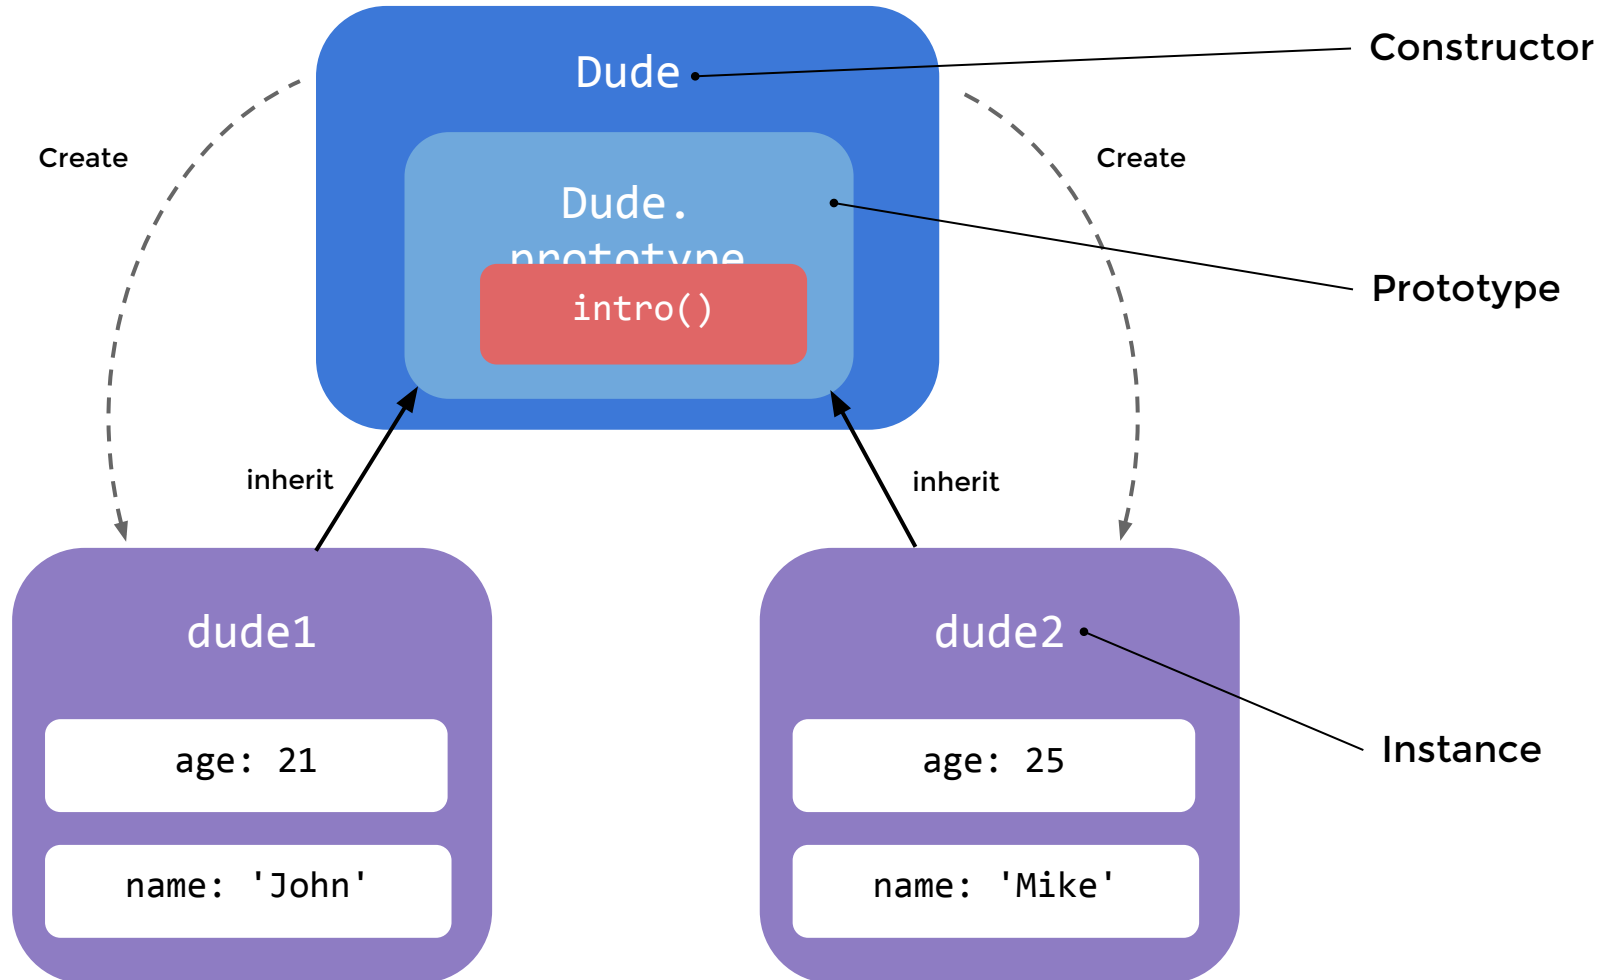 Dude
Constructor
Create
Create
Dude.
prototype
intro()
Prototype
inherit
inherit
dude1
dude2
age: 21
age: 25
Instance
name: 'John'
name: 'Mike'